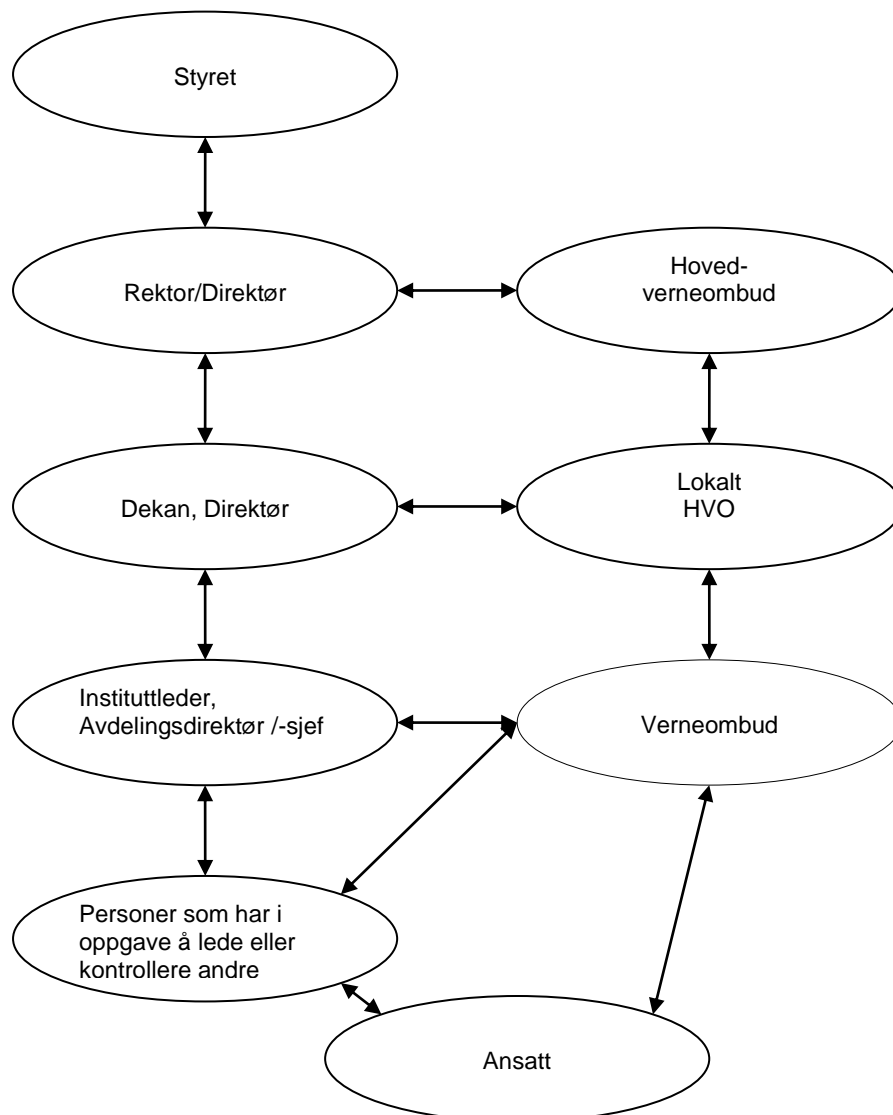 Styret
Rektor/Direktør
Hoved-
verneombud
Dekan, Direktør
Lokalt
HVO
Instituttleder,
Avdelingsdirektør /-sjef
Verneombud
Personer som har i
oppgave å lede eller
kontrollere andre
Ansatt